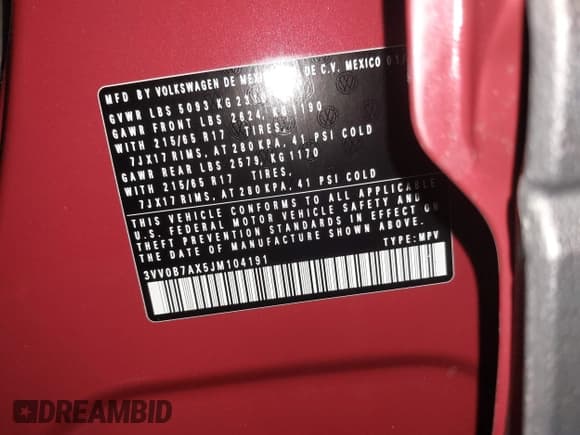 MFD BY VOLKSWAGEN DE MEXICO DE C.V. MEXICO 01/
GVWR LBS 5093 KG
GAWR FRONT LBS 2624, KG 1190
WITH 215/65 R17 TIRES,
7JX17 RIMS, AT 280 KPA, 41 PSI COLD
GAWR REAR LBS 2579, KG 1170
WITH 215/65 R17 TIRES,
7JX17 RIMS, AT 280 KPA, 41 PSI COLD
THIS VEHICLE CONFORMS TO ALL APPLICABLE
U.S. FEDERAL MOTOR VEHICLE SAFETY AND
THEFT PREVENTION STANDARDS IN EFFECT ON
THE DATE OF MANUFACTURE SHOWN ABOVE.
3VV0B7AX5JM104191 TYPE: MPV
DREAMBID